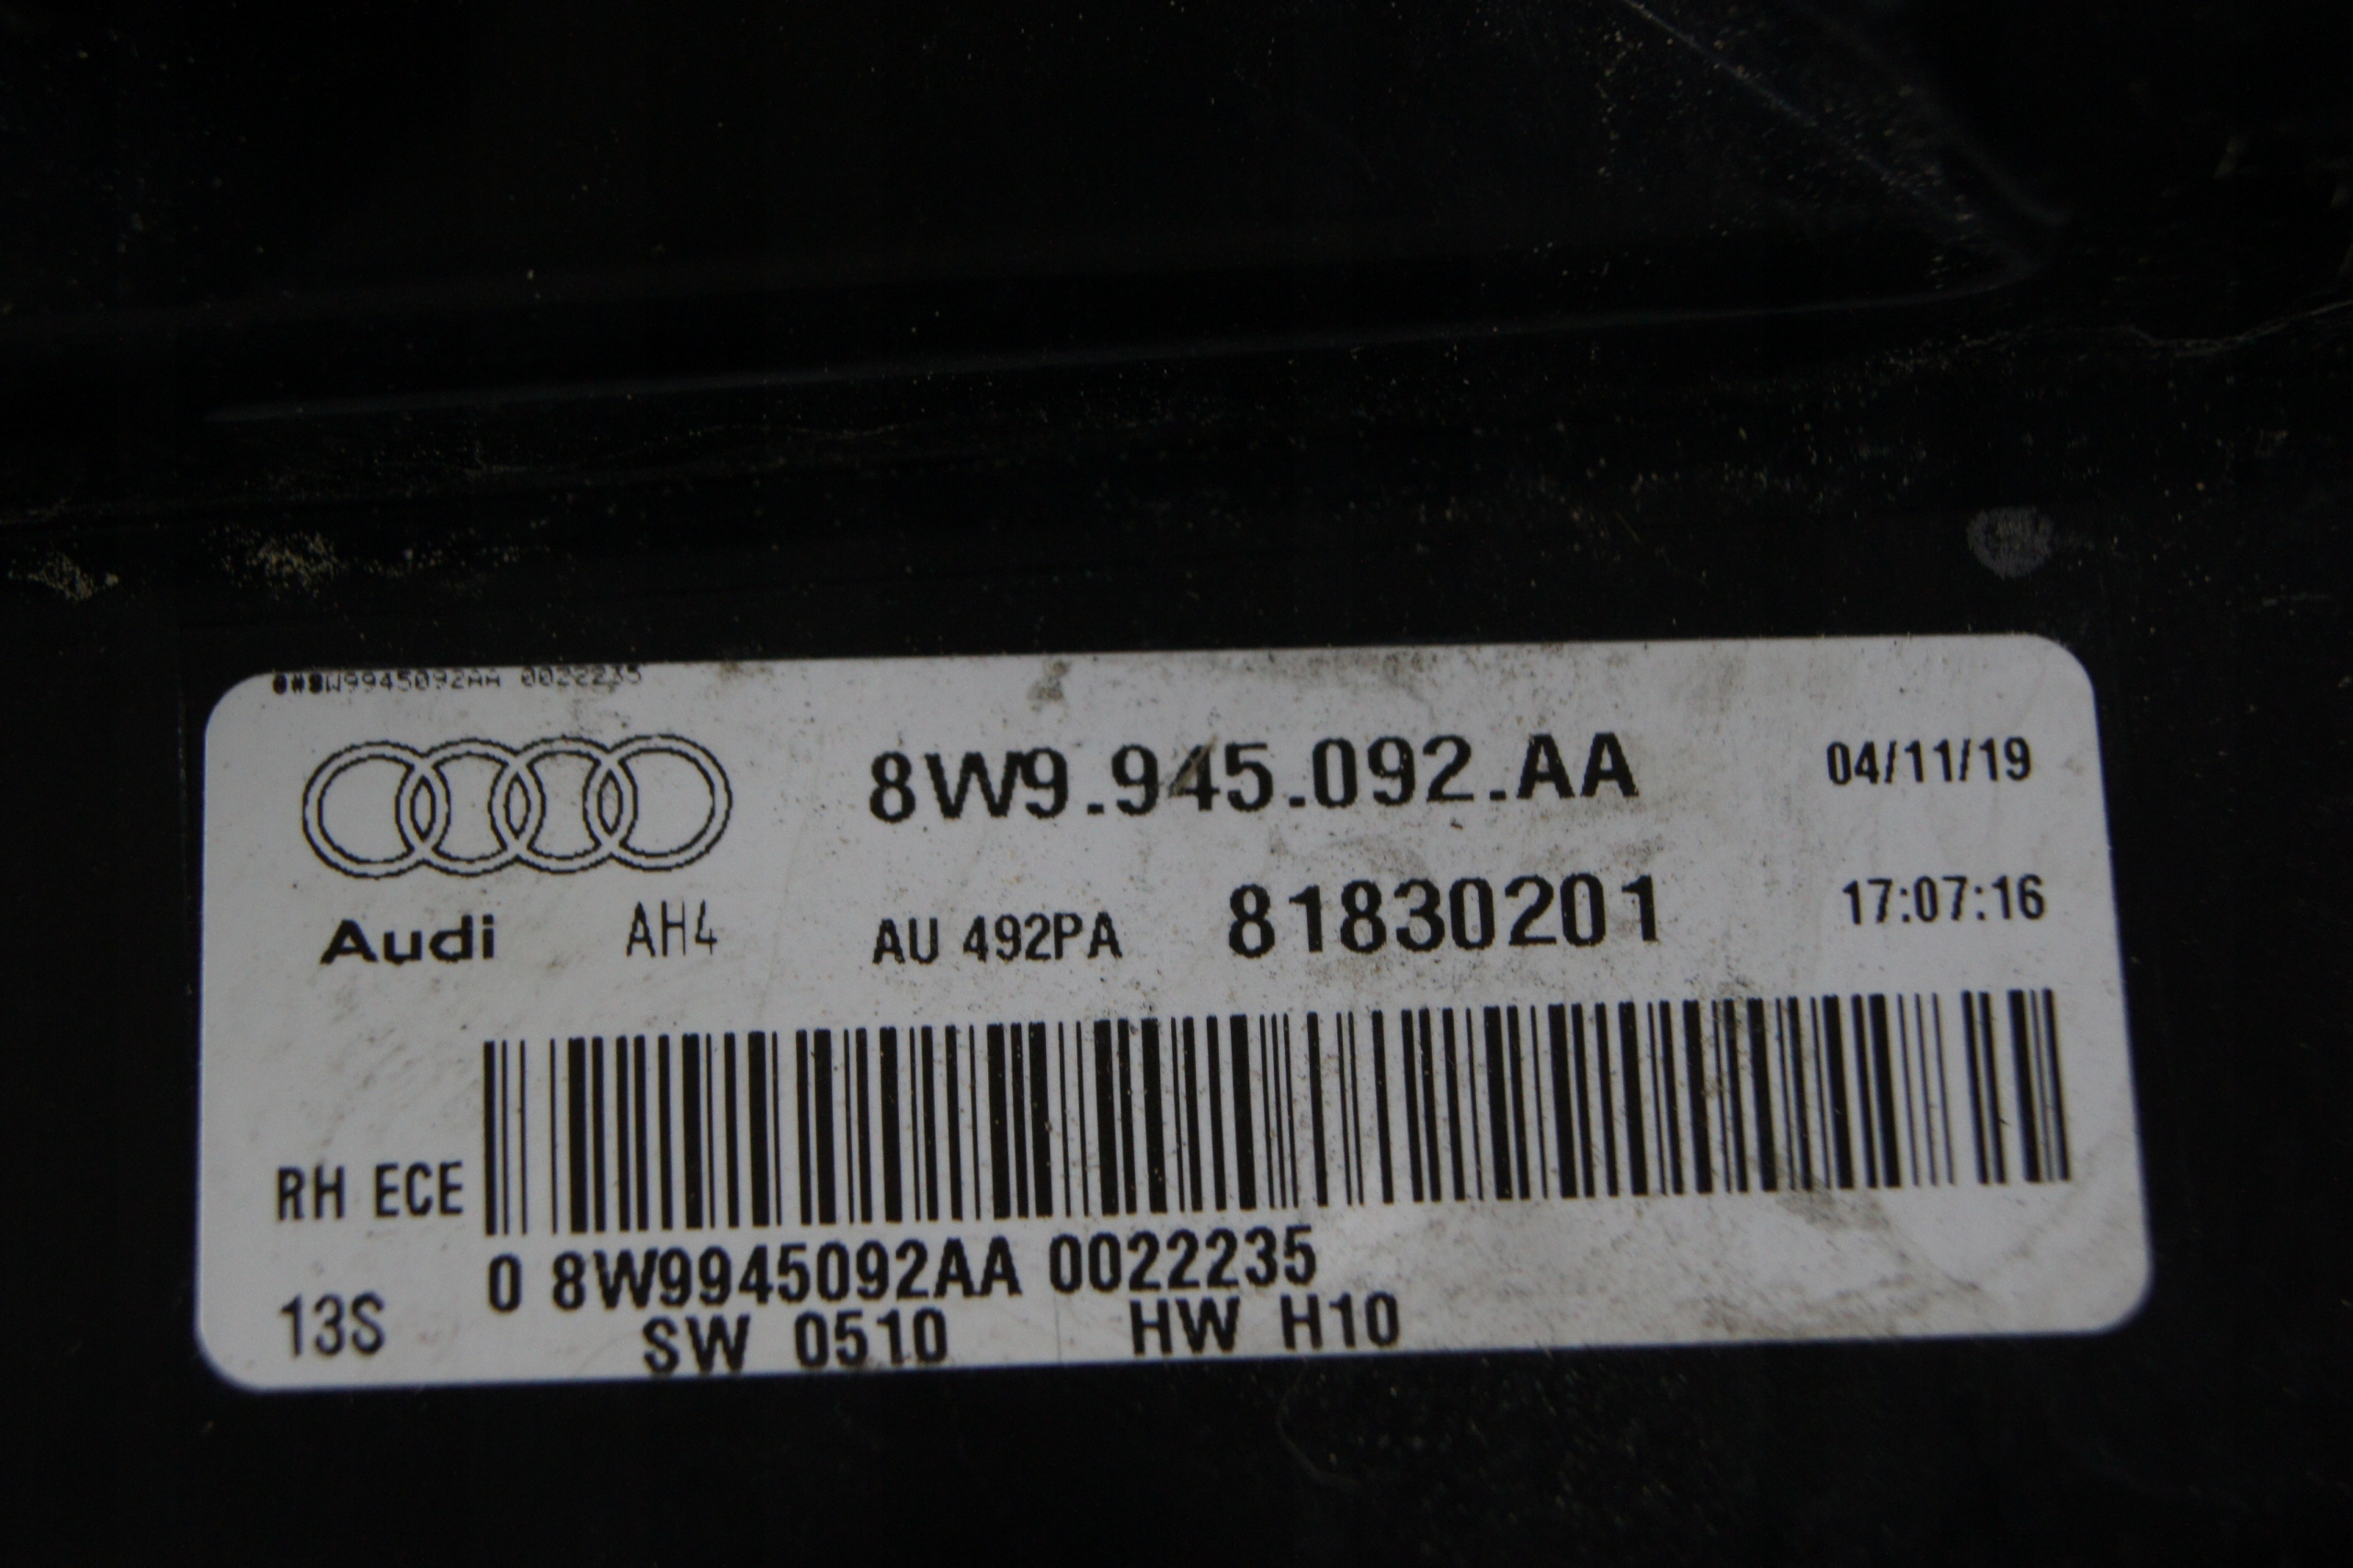 8W9945092AA 0022235
8W9.945.092.AA 04/11/19
Audi AH4 AU 492PA 81830201 17:07:16
RH ECE
0 8W9945092AA 0022235
13S SW 0510 HW H10